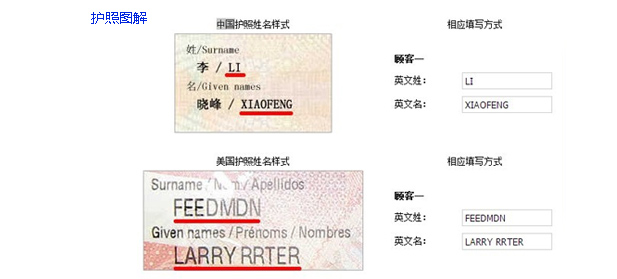 护照图解
中国护照姓名样式
相应填写方式
姓/Surname
李 / LI
名/Given names
晓峰 / XIAOFENG
顾客一
英文姓: LI
英文名: XIAOFENG
美国护照姓名样式
相应填写方式
Surname / Nom / Apellidos
FEEDMDN
Given names / Prénoms / Nombres
LARRY RRTER
顾客一
英文姓: FEEDMDN
英文名: LARRY RRTER